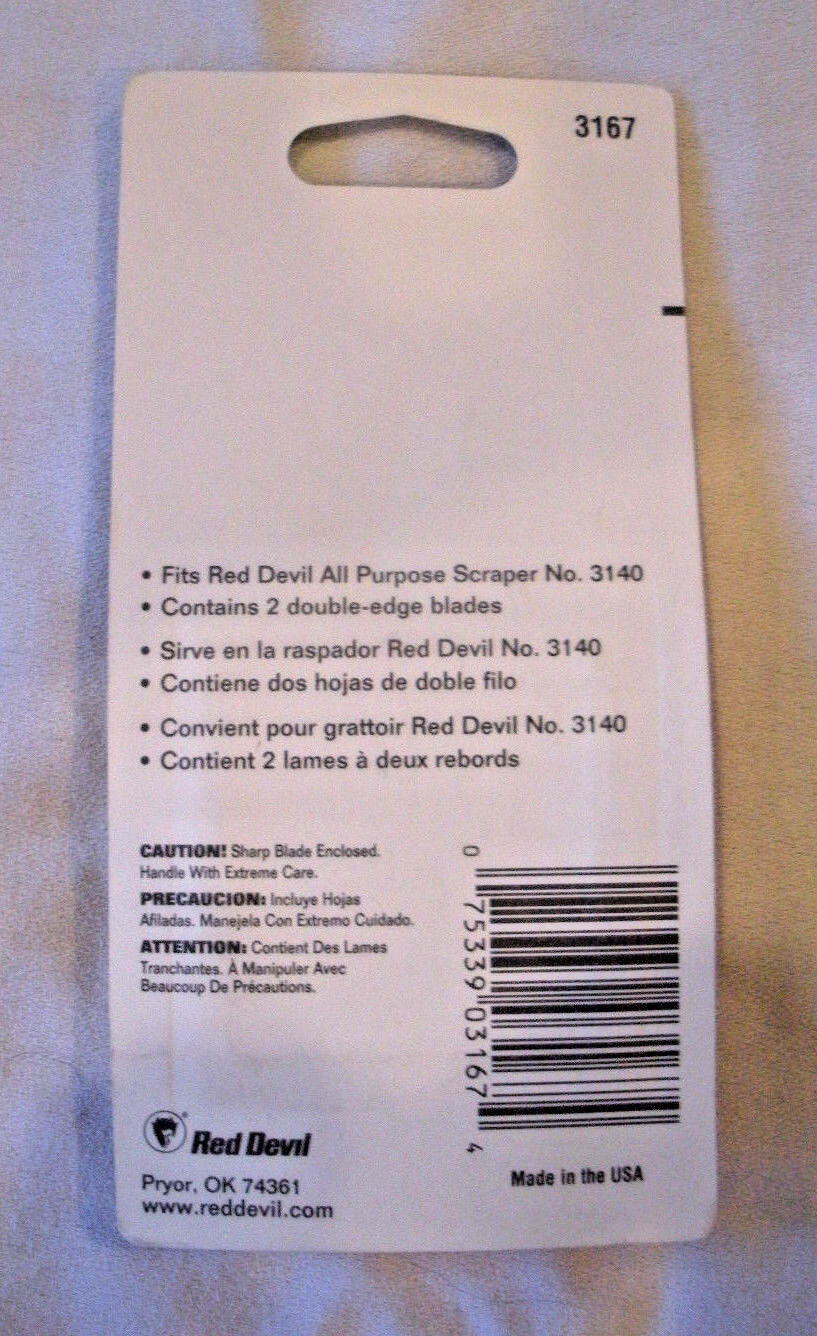 3167
• Fits Red Devil All Purpose Scraper No. 3140
• Contains 2 double-edge blades
• Sirve en la raspador Red Devil No. 3140
• Contiene dos hojas de doble filo
• Convient pour grattoir Red Devil No. 3140
• Contient 2 lames à deux rebords
CAUTION! Sharp Blade Enclosed.
Handle With Extreme Care.
PRECAUCION: Incluye Hojas
Afiladas. Manejela Con Extremo Cuidado.
ATTENTION: Contient Des Lames
Tranchantes. À Manipuler Avec
Beaucoup De Précautions.
0 75339 03167 4
Red Devil®
Pryor, OK 74361
www.reddevil.com
Made in the USA